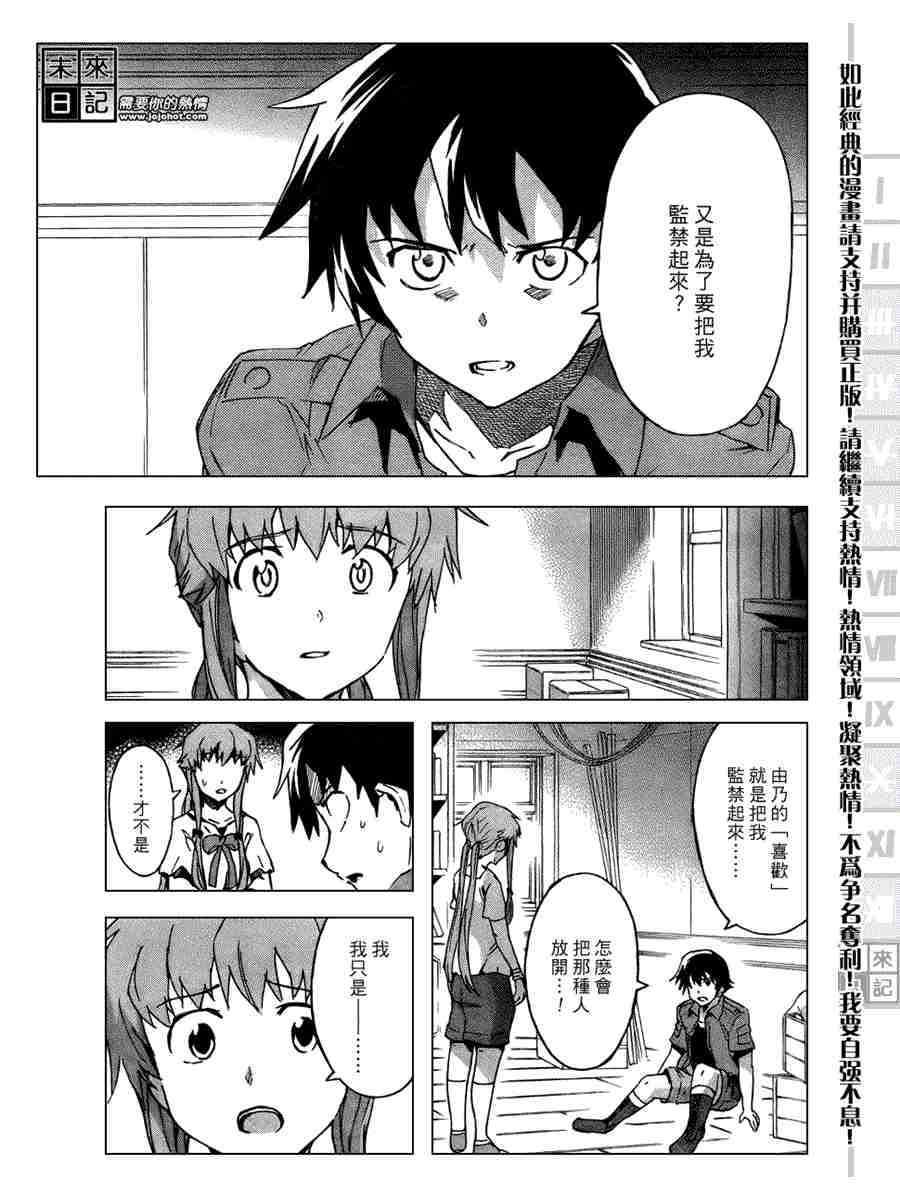 未來
日記
需要你的熱情
www.jojohot.com
又是為了要把我
監禁起來?
由乃的「喜歡」
就是把我
監禁起來……
怎麼會
把那種人
放開…!
……才不是
我
我只是——
如此經典的漫畫請支持并購買正版!請繼續支持熱情!熱情領域!凝聚熱情!不爲争名奪利!我要自强不息!
I
II
III
IV
V
VI
VII
VIII
IX
X
XI
來
記